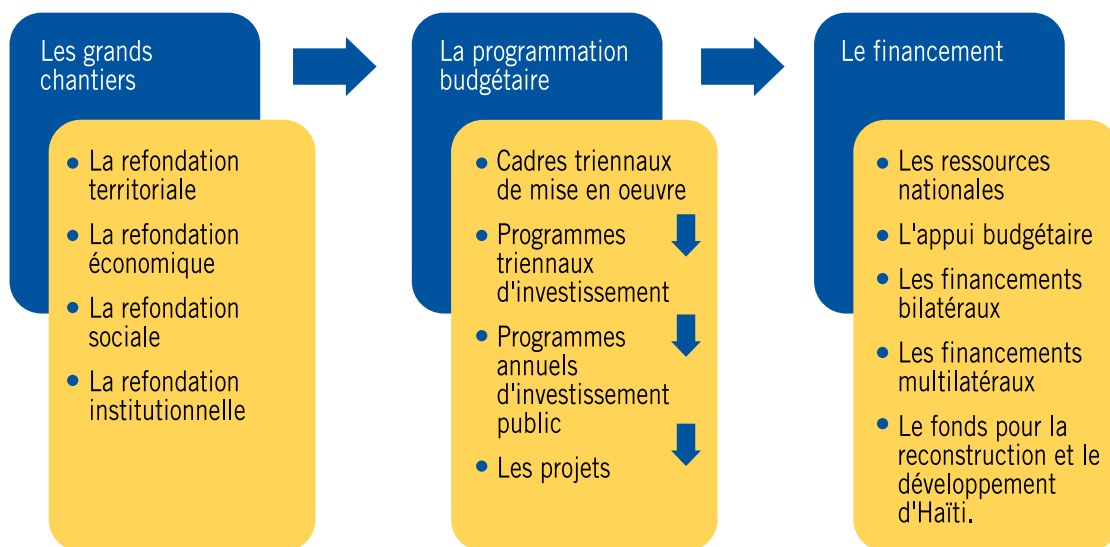 Les grands
chantiers
La refondation
territoriale
La refondation
économique
La refondation
sociale
La refondation
institutionnelle
La programmation
budgétaire
Cadres triennaux
de mise en oeuvre
Programmes
triennaux
d'investissement
Programmes
annuels
d'investissement
public
Les projets
Le financement
Les ressources
nationales
L'appui budgétaire
Les financements
bilatéraux
Les financements
multilatéraux
Le fonds pour la
reconstruction et le
développement
d'Haïti.